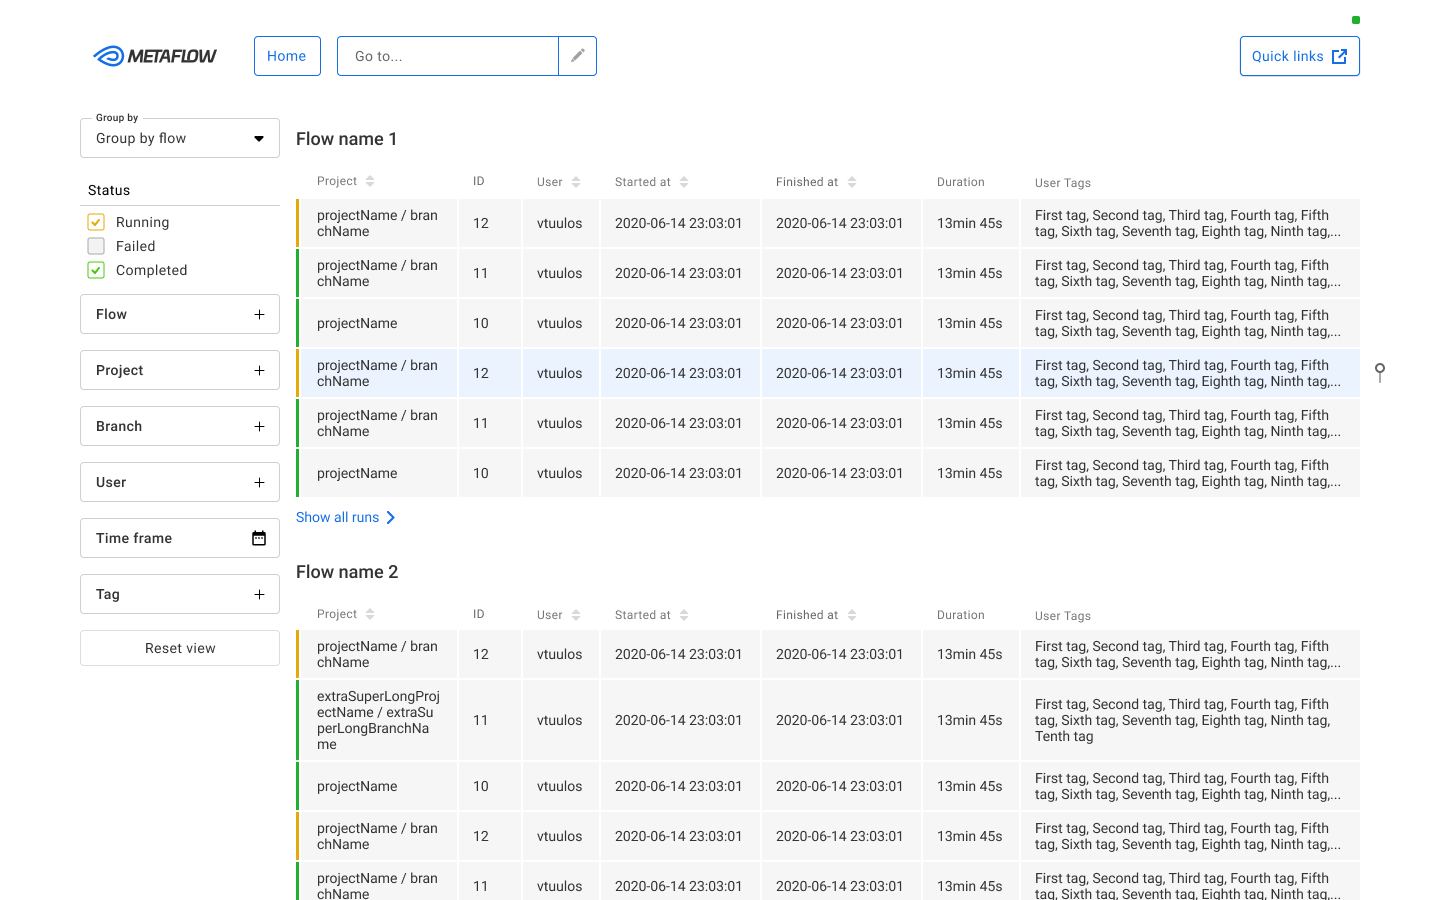 METAFLOW
Home
Go to...
Quick links
Group by
Group by flow
Status
Running
Failed
Completed
Flow
Project
Branch
User
Time frame
Tag
Reset view
Flow name 1
Project ID User Started at Finished at Duration User Tags
projectName / bran
chName
12 vtuulos 2020-06-14 23:03:01 2020-06-14 23:03:01 13min 45s
First tag, Second tag, Third tag, Fourth tag, Fifth
tag, Sixth tag, Seventh tag, Eighth tag, Ninth tag,...
projectName / bran
chName
11 vtuulos 2020-06-14 23:03:01 2020-06-14 23:03:01 13min 45s
First tag, Second tag, Third tag, Fourth tag, Fifth
tag, Sixth tag, Seventh tag, Eighth tag, Ninth tag,...
projectName
10 vtuulos 2020-06-14 23:03:01 2020-06-14 23:03:01 13min 45s
First tag, Second tag, Third tag, Fourth tag, Fifth
tag, Sixth tag, Seventh tag, Eighth tag, Ninth tag,...
projectName / bran
chName
12 vtuulos 2020-06-14 23:03:01 2020-06-14 23:03:01 13min 45s
First tag, Second tag, Third tag, Fourth tag, Fifth
tag, Sixth tag, Seventh tag, Eighth tag, Ninth tag,...
projectName / bran
chName
11 vtuulos 2020-06-14 23:03:01 2020-06-14 23:03:01 13min 45s
First tag, Second tag, Third tag, Fourth tag, Fifth
tag, Sixth tag, Seventh tag, Eighth tag, Ninth tag,...
projectName
10 vtuulos 2020-06-14 23:03:01 2020-06-14 23:03:01 13min 45s
First tag, Second tag, Third tag, Fourth tag, Fifth
tag, Sixth tag, Seventh tag, Eighth tag, Ninth tag,...
Show all runs
Flow name 2
Project ID User Started at Finished at Duration User Tags
projectName / bran
chName
12 vtuulos 2020-06-14 23:03:01 2020-06-14 23:03:01 13min 45s
First tag, Second tag, Third tag, Fourth tag, Fifth
tag, Sixth tag, Seventh tag, Eighth tag, Ninth tag,...
extraSuperLongProj
ectName / extraSu
perLongBranchNa
me
11 vtuulos 2020-06-14 23:03:01 2020-06-14 23:03:01 13min 45s
First tag, Second tag, Third tag, Fourth tag, Fifth
tag, Sixth tag, Seventh tag, Eighth tag, Ninth tag,
Tenth tag
projectName
10 vtuulos 2020-06-14 23:03:01 2020-06-14 23:03:01 13min 45s
First tag, Second tag, Third tag, Fourth tag, Fifth
tag, Sixth tag, Seventh tag, Eighth tag, Ninth tag,...
projectName / bran
chName
12 vtuulos 2020-06-14 23:03:01 2020-06-14 23:03:01 13min 45s
First tag, Second tag, Third tag, Fourth tag, Fifth
tag, Sixth tag, Seventh tag, Eighth tag, Ninth tag,...
projectName / bran
chName
11 vtuulos 2020-06-14 23:03:01 2020-06-14 23:03:01 13min 45s
First tag, Second tag, Third tag, Fourth tag, Fifth
tag, Sixth tag, Seventh tag, Eighth tag, Ninth tag,...